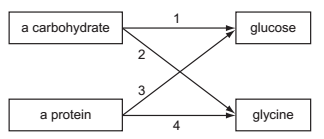 a carbohydrate 1 glucose
2
3
a protein 4 glycine